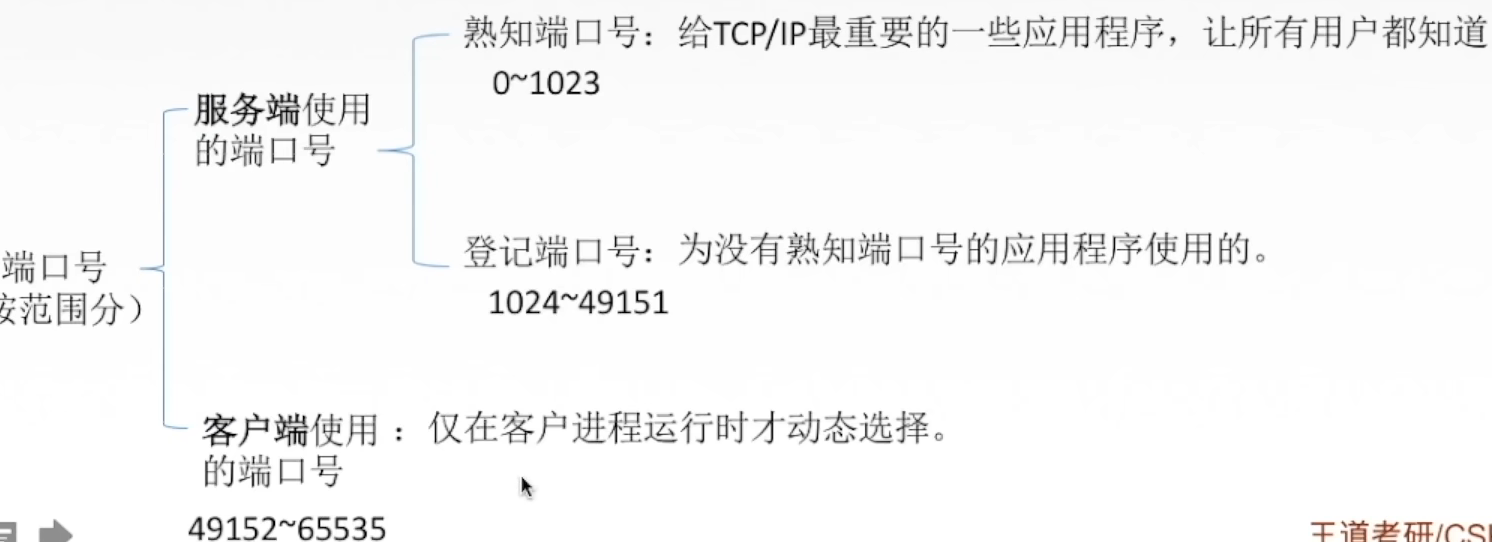 熟知端口号：给TCP/IP最重要的一些应用程序，让所有用户都知道
0~1023
服务端使用
的端口号
登记端口号：为没有熟知端口号的应用程序使用的。
1024~49151
端口号
按范围分）
客户端使用：仅在客户进程运行时才动态选择。
的端口号
49152~65535
王道考研/CS